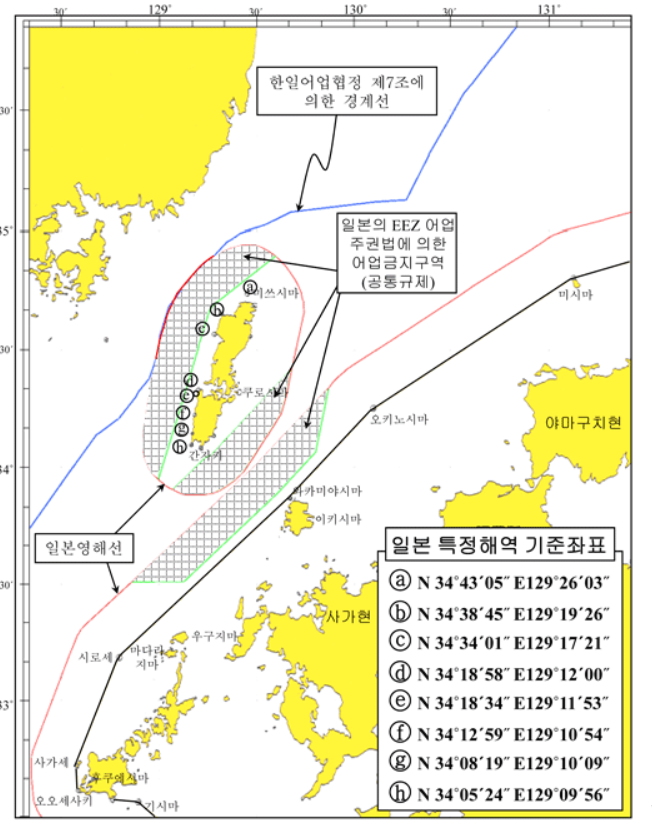 30′ 129° 30′ 130° 30′ 131°
한일어업협정 제7조에
의한 경계선
30′
일본의 EEZ 어업
주권법에 의한
어업금지구역
(공통규제)
35′
ⓐ
미쓰시마
미시마
ⓑ
ⓒ
30′
ⓓ
ⓔ
쿠로시마
ⓕ
오키노시마
야마구치현
ⓖ
ⓗ
간자키
34′
와카미야시마
이키시마
일본영해선
30′
일본 특정해역 기준좌표
ⓐ N 34°43′05″ E129°26′03″
ⓑ N 34°38′45″ E129°19′26″
ⓒ N 34°34′01″ E129°17′21″
ⓓ N 34°18′58″ E129°12′00″
ⓔ N 34°18′34″ E129°11′53″
ⓕ N 34°12′59″ E129°10′54″
ⓖ N 34°08′19″ E129°10′09″
ⓗ N 34°05′24″ E129°09′56″
사가현
우구지마
시로세
마다라
지마
33′
사가세
후쿠에시마
오오세사키
기시마